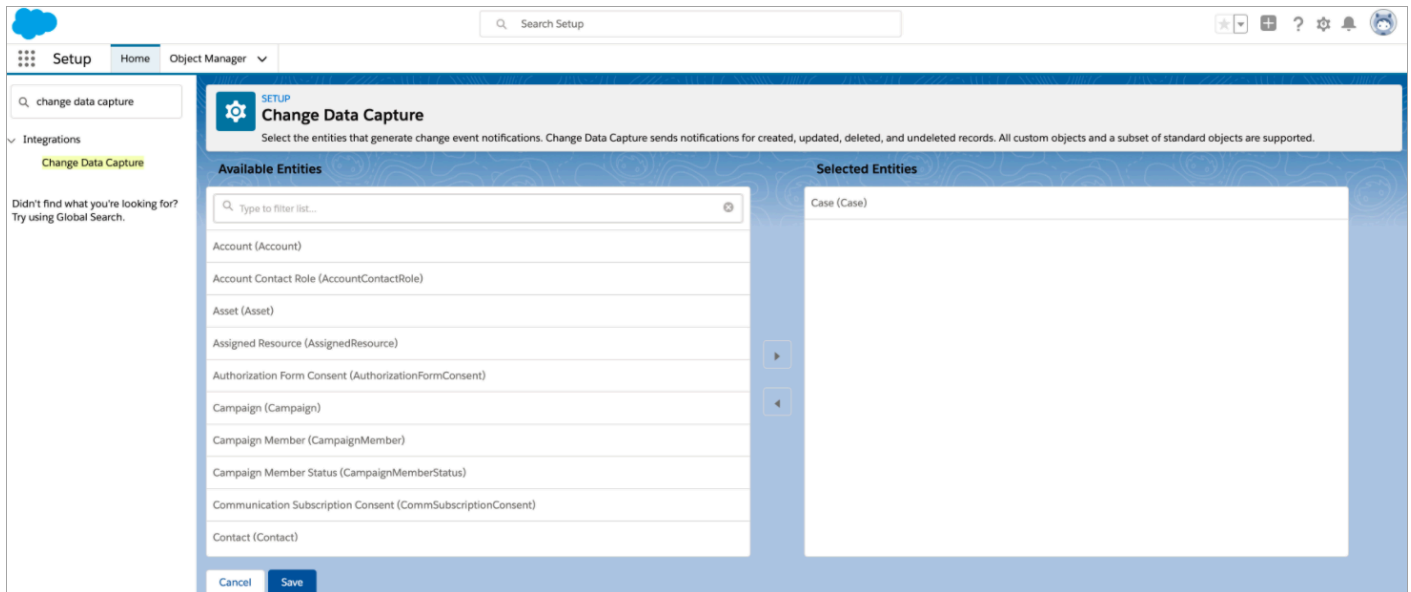 Search Setup
Setup
Home
Object Manager
change data capture
Integrations
Change Data Capture
Didn't find what you're looking for?
Try using Global Search.
SETUP
Change Data Capture
Select the entities that generate change event notifications. Change Data Capture sends notifications for created, updated, deleted, and undeleted records. All custom objects and a subset of standard objects are supported.
Available Entities
Type to filter list...
Account (Account)
Account Contact Role (AccountContactRole)
Asset (Asset)
Assigned Resource (AssignedResource)
Authorization Form Consent (AuthorizationFormConsent)
Campaign (Campaign)
Campaign Member (CampaignMember)
Campaign Member Status (CampaignMemberStatus)
Communication Subscription Consent (CommSubscriptionConsent)
Contact (Contact)
Selected Entities
Case (Case)
Cancel
Save